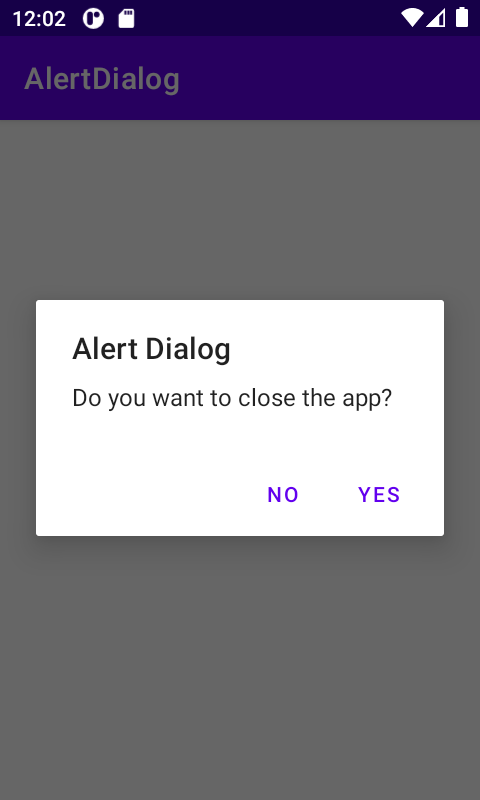 12:02
AlertDialog
Alert Dialog
Do you want to close the app?
NO YES